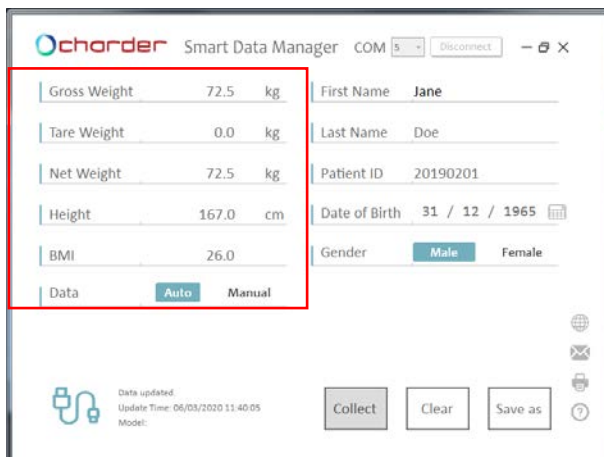 charder Smart Data Manager COM 5 Disconnect
Gross Weight 72.5 kg
Tare Weight 0.0 kg
Net Weight 72.5 kg
Height 167.0 cm
BMI 26.0
Data Auto Manual
First Name Jane
Last Name Doe
Patient ID 20190201
Date of Birth 31 / 12 / 1965
Gender Male Female
Data updated.
Update Time: 06/03/2020 11:40:05
Model:
Collect Clear Save as